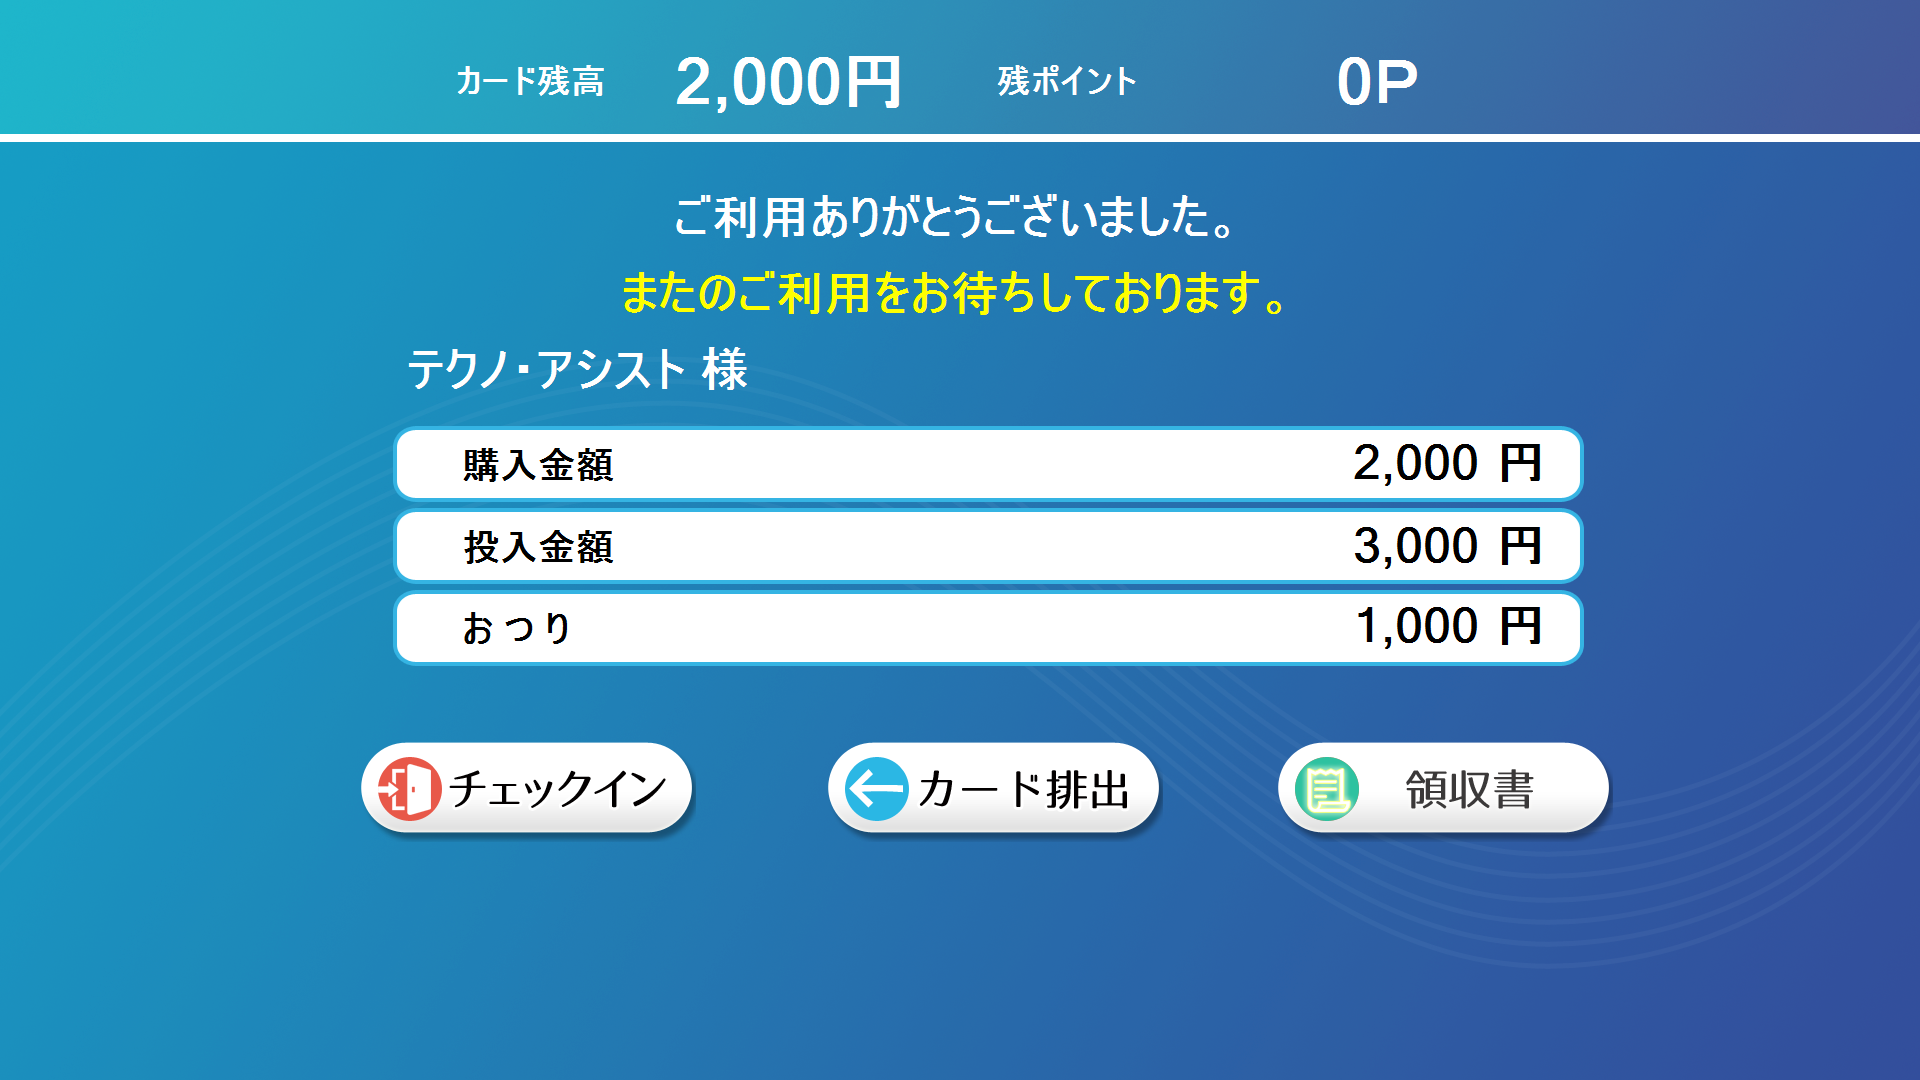 カード残高 2,000円 残ポイント 0P
ご利用ありがとうございました。
またのご利用をお待ちしております。
テクノ・アシスト 様
購入金額 2,000 円
投入金額 3,000 円
おつり 1,000 円
チェックイン カード排出 領収書